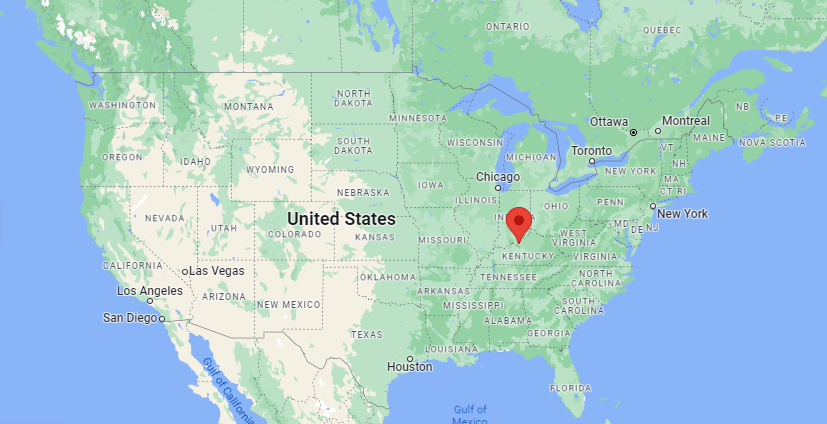 ONTARIO
QUEBEC
WASHINGTON
MONTANA
NORTH
DAKOTA
MINNESOTA
Ottawa
Montreal
NB
PE
MAINE
NOVA SCOTIA
OREGON
IDAHO
SOUTH
DAKOTA
WISCONSIN
MICHIGAN
Toronto
VT
NH
WYOMING
NEW YORK
MA
CT RI
Chicago
IOWA
NEBRASKA
ILLINOIS
OHIO
PENN
New York
NEVADA
UTAH
United States
COLORADO
KANSAS
MISSOURI
WEST
VIRGINIA
MD
DE
NJ
KENTUCKY
VIRGINIA
CALIFORNIA
Las Vegas
OKLAHOMA
TENNESSEE
NORTH
CAROLINA
Los Angeles
ARIZONA
NEW MEXICO
ARKANSAS
MISSISSIPPI
SOUTH
CAROLINA
San Diego
ALABAMA
TEXAS
GEORGIA
LOUISIANA
Houston
Gulf of California
FLORIDA
Gulf of
Mexico